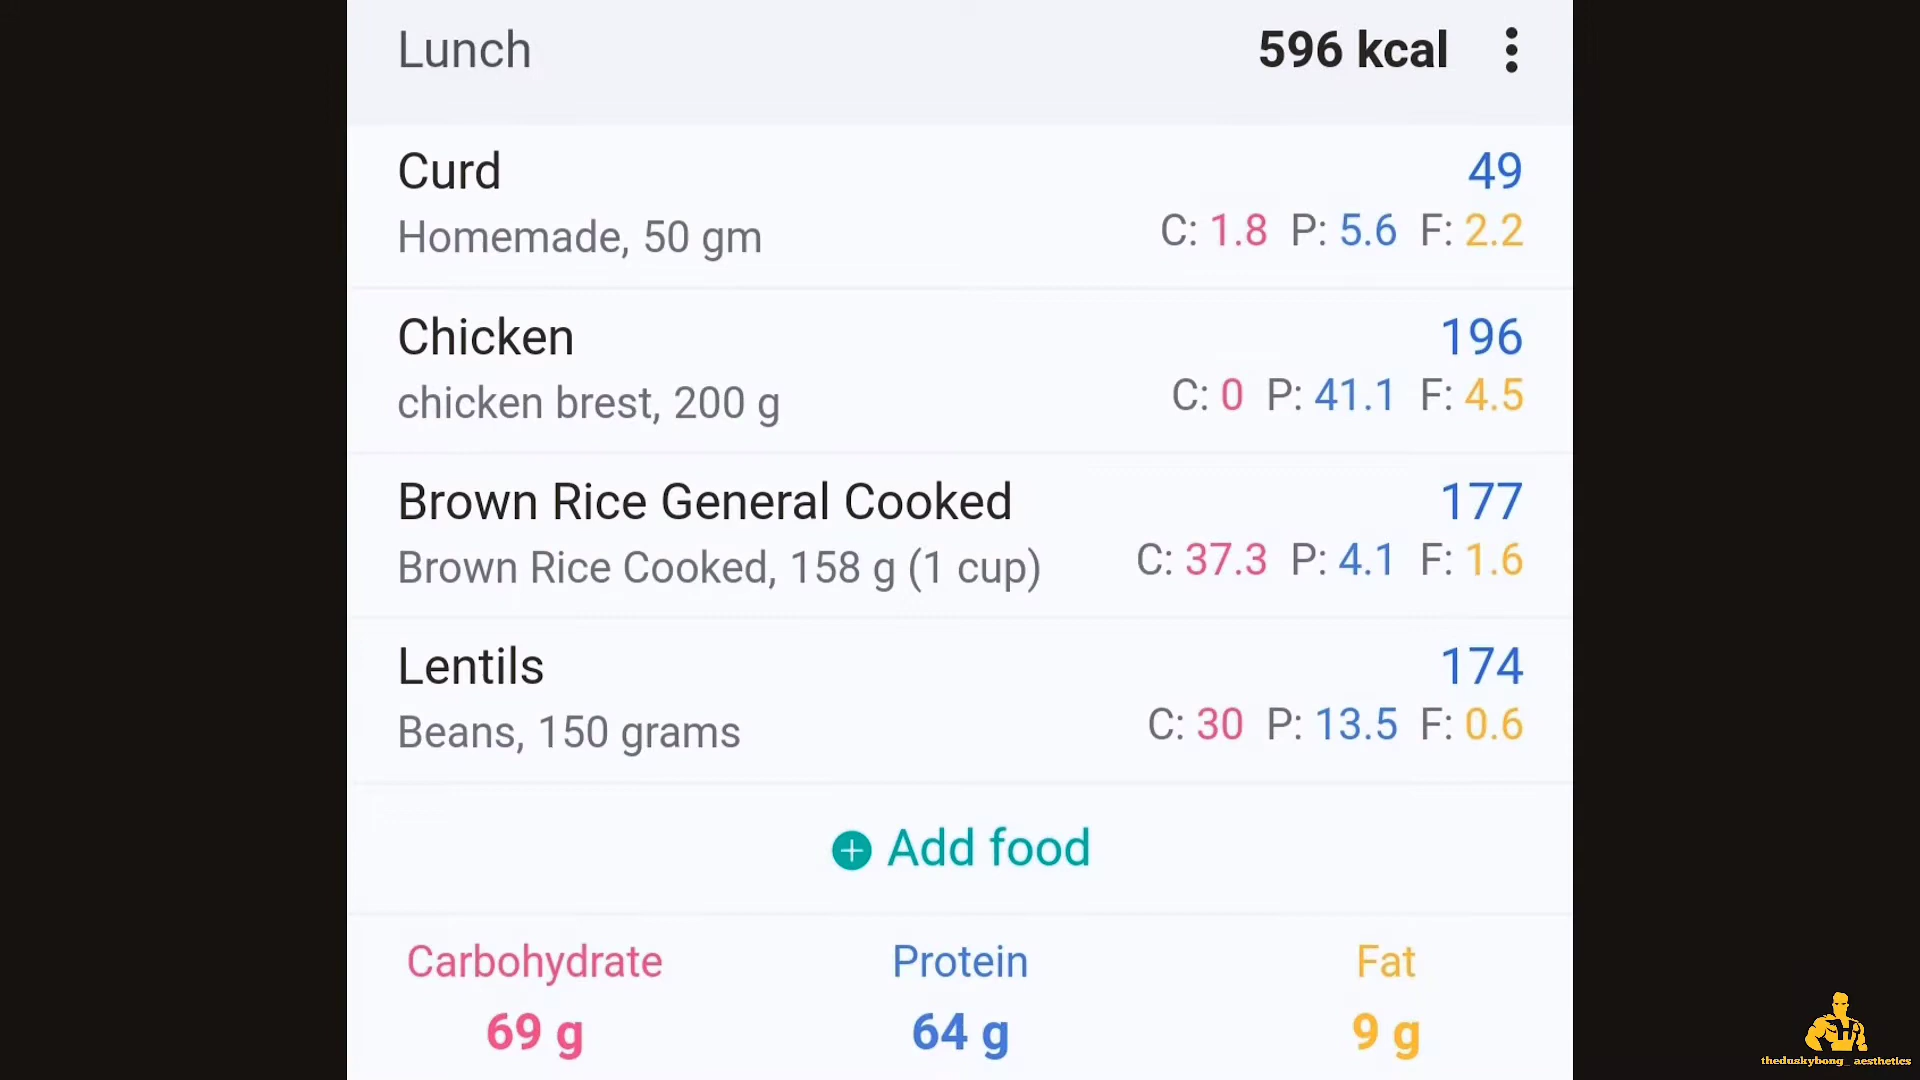 Lunch 596 kcal
Curd 49
Homemade, 50 gm C: 1.8 P: 5.6 F: 2.2
Chicken 196
chicken brest, 200 g C: 0 P: 41.1 F: 4.5
Brown Rice General Cooked 177
Brown Rice Cooked, 158 g (1 cup) C: 37.3 P: 4.1 F: 1.6
Lentils 174
Beans, 150 grams C: 30 P: 13.5 F: 0.6
Add food
Carbohydrate Protein Fat
69 g 64 g 9 g
theduskybong_ aesthetics